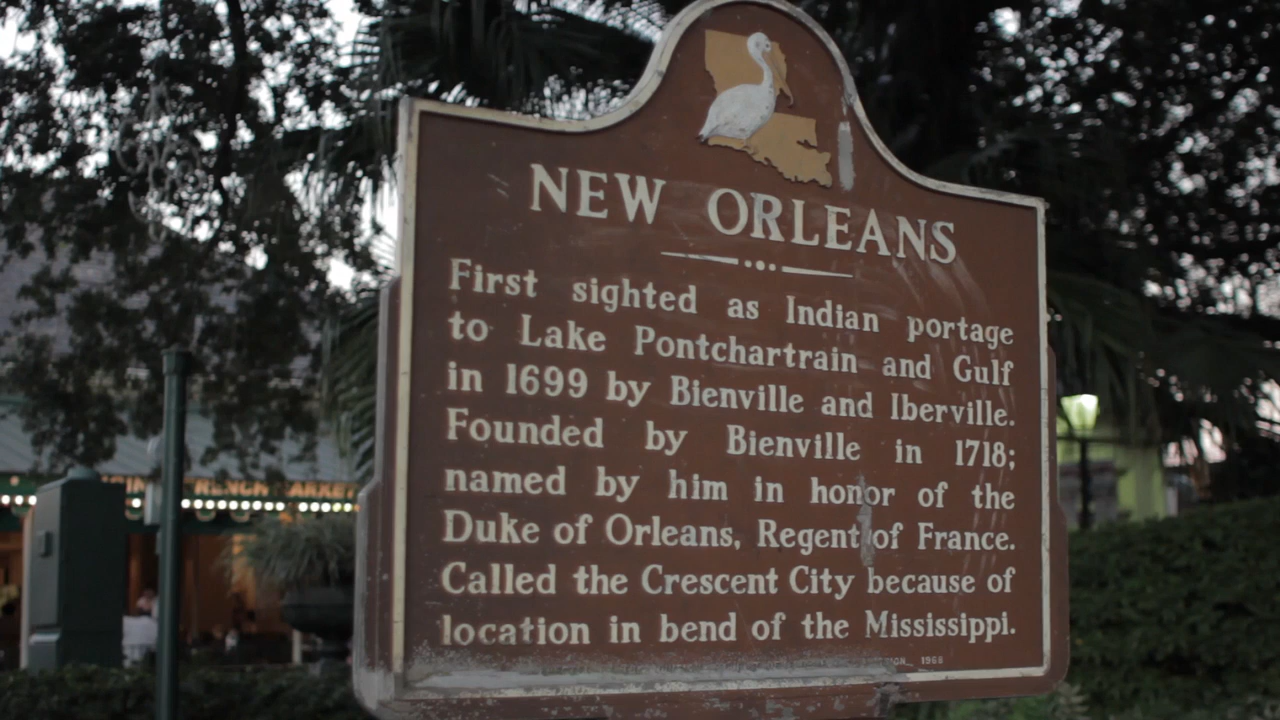 NEW ORLEANS
First sighted as Indian portage
to Lake Pontchartrain and Gulf
in 1699 by Bienville and Iberville.
Founded by Bienville in 1718;
named by him in honor of the
Duke of Orleans, Regent of France.
Called the Crescent City because of
location in bend of the Mississippi.
1968
FRENCH MARKET